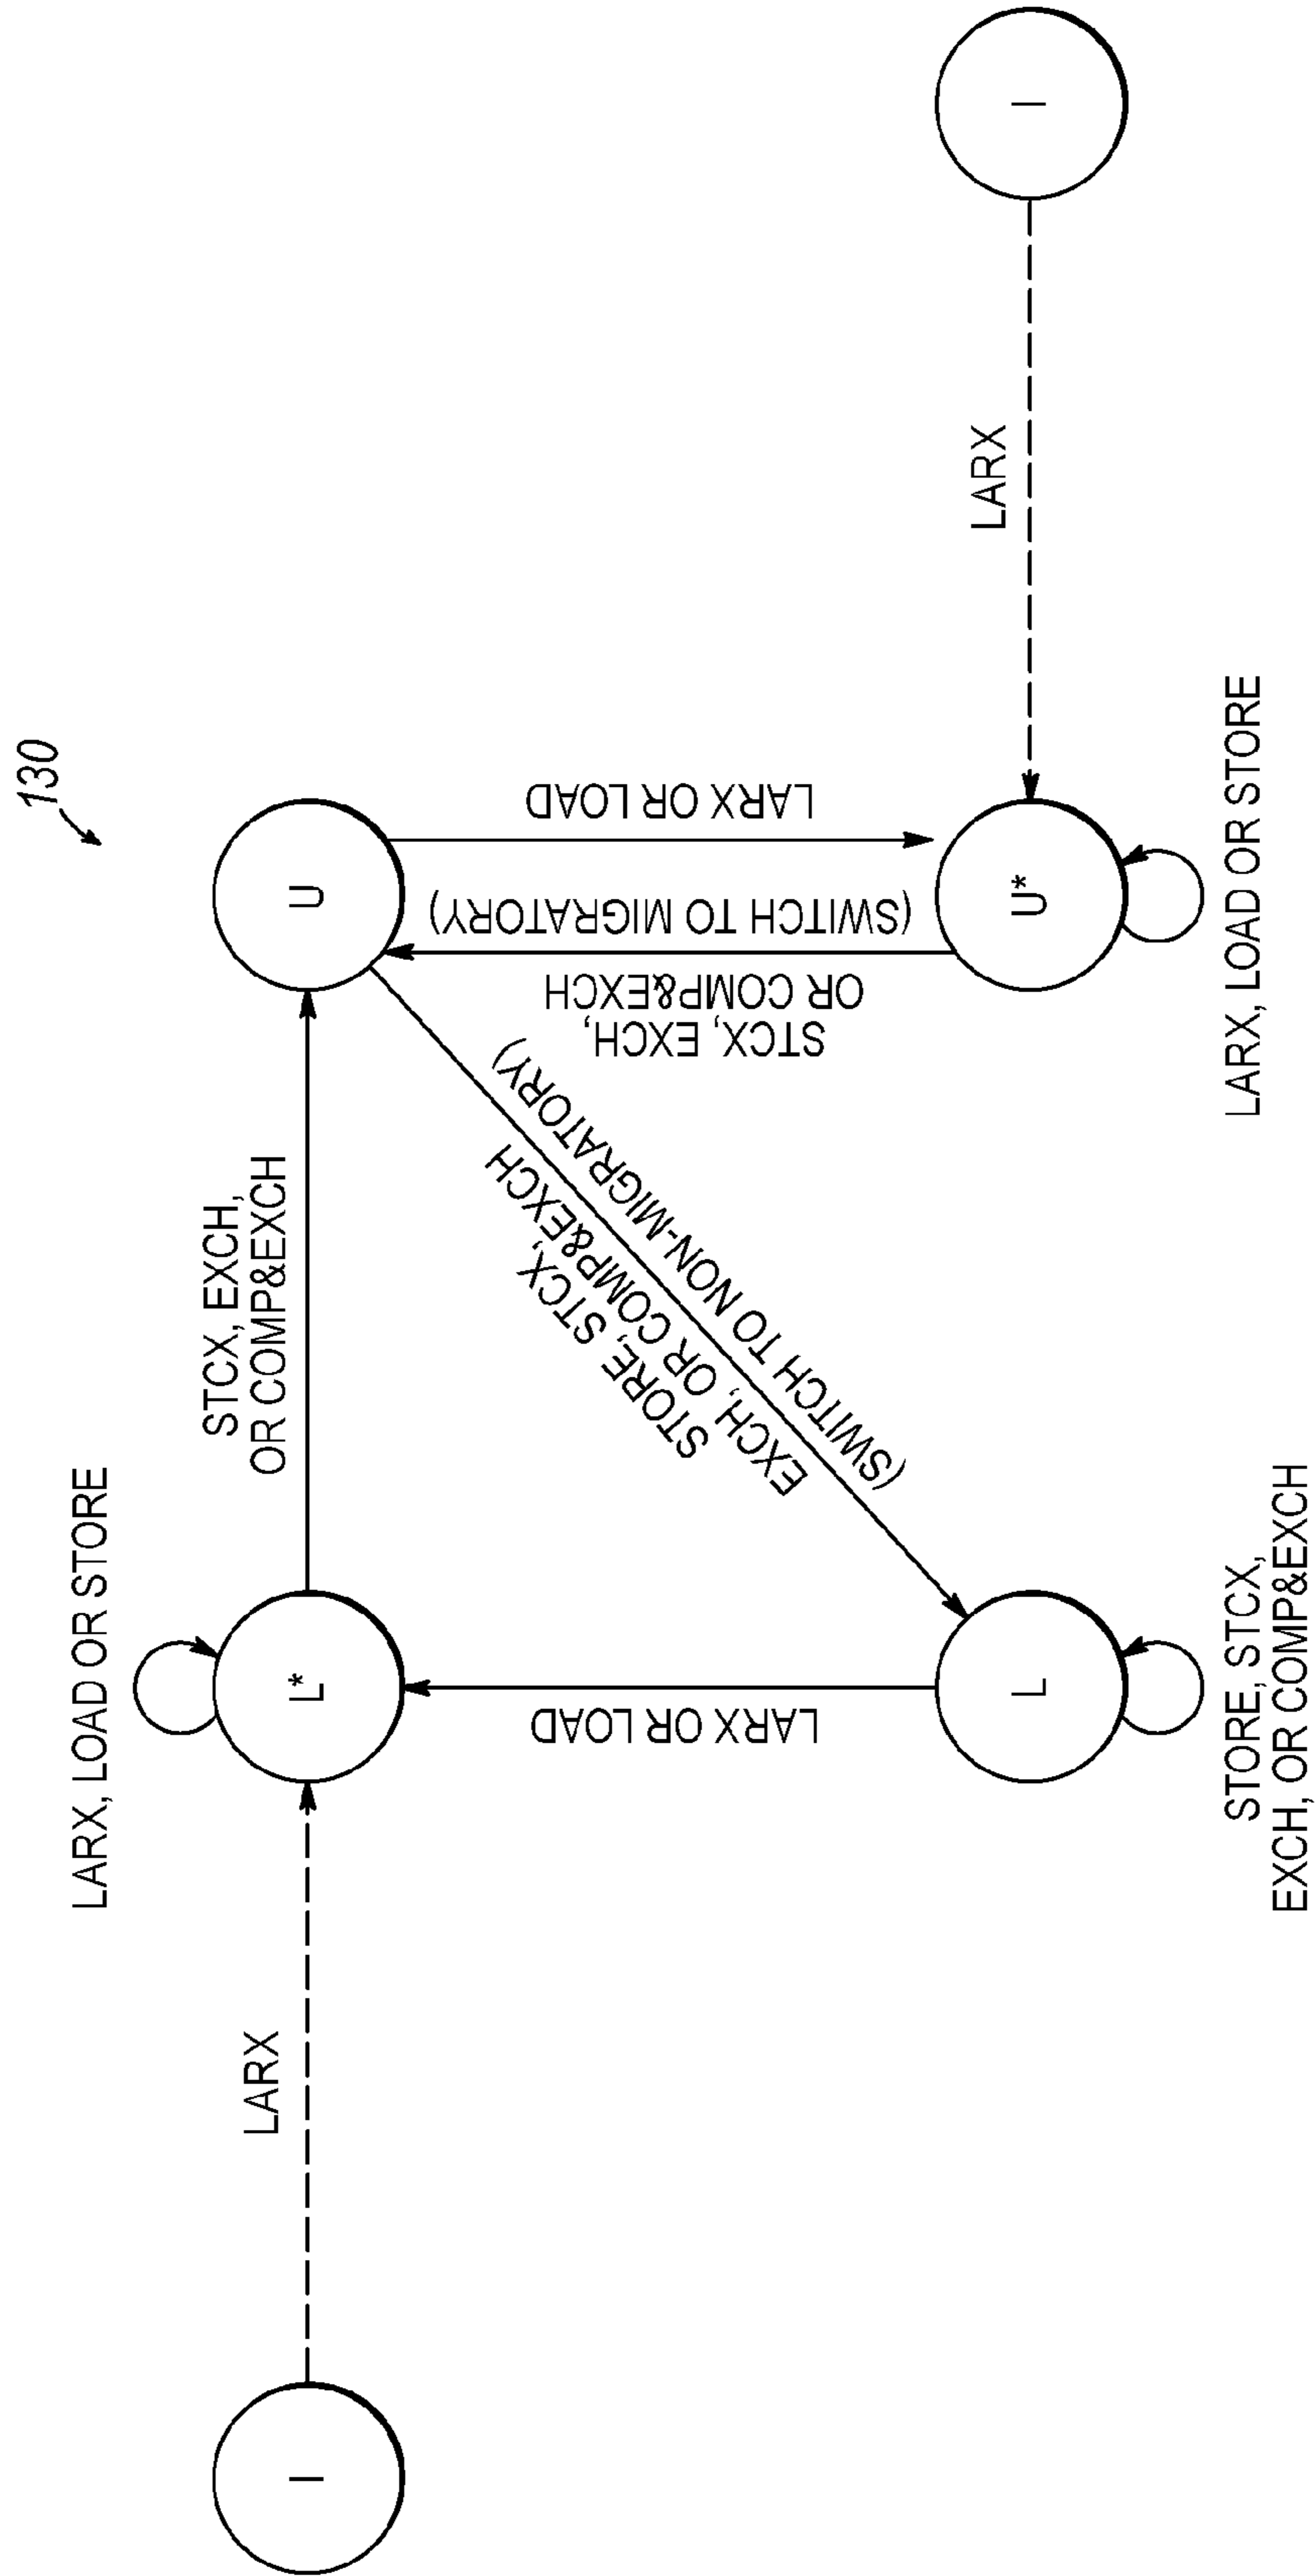 130
LARX, LOAD OR STORE
I
LARX
L*
STCX, EXCH,
OR COMP&EXCH
U
LARX OR LOAD
STORE, STCX,
EXCH, OR COMP&EXCH
(SWITCH TO NON-MIGRATORY)
STCX, EXCH,
OR COMP&EXCH
(SWITCH TO MIGRATORY)
LARX OR LOAD
L
STORE, STCX,
EXCH, OR COMP&EXCH
U*
LARX, LOAD OR STORE
LARX
I